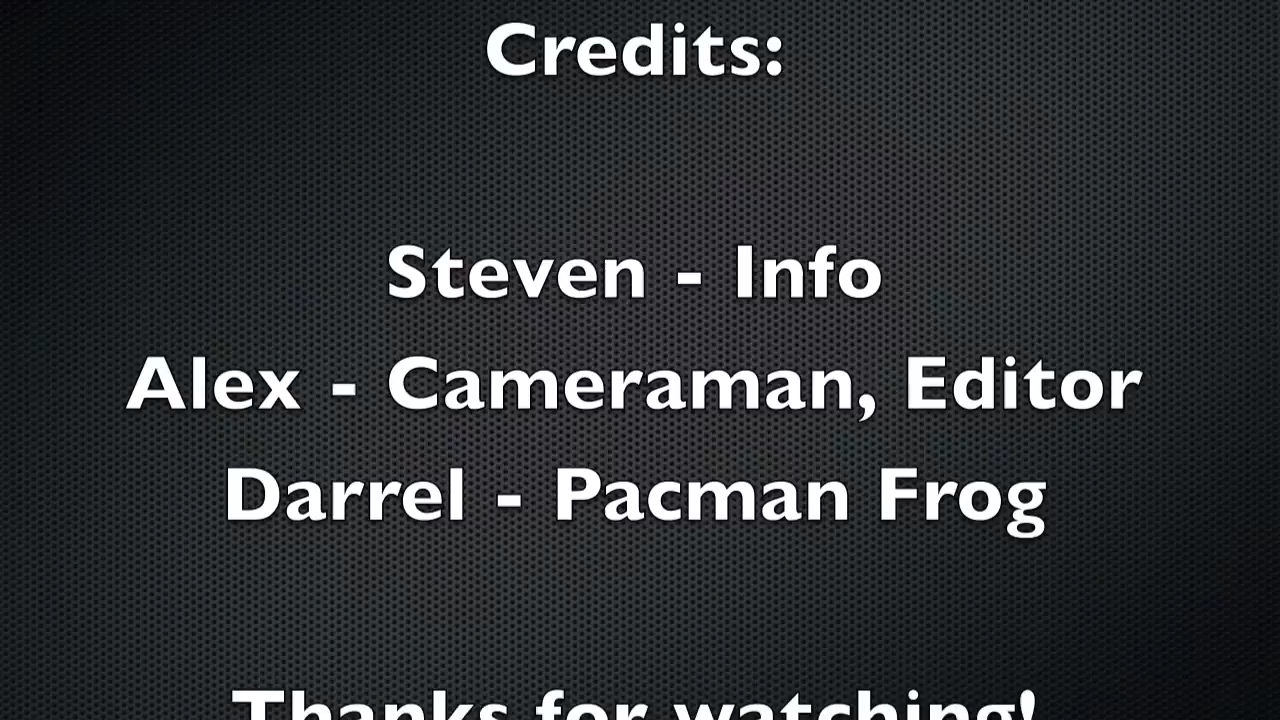 Credits:
Steven - Info
Alex - Cameraman, Editor
Darrel - Pacman Frog
Thanks for watching!